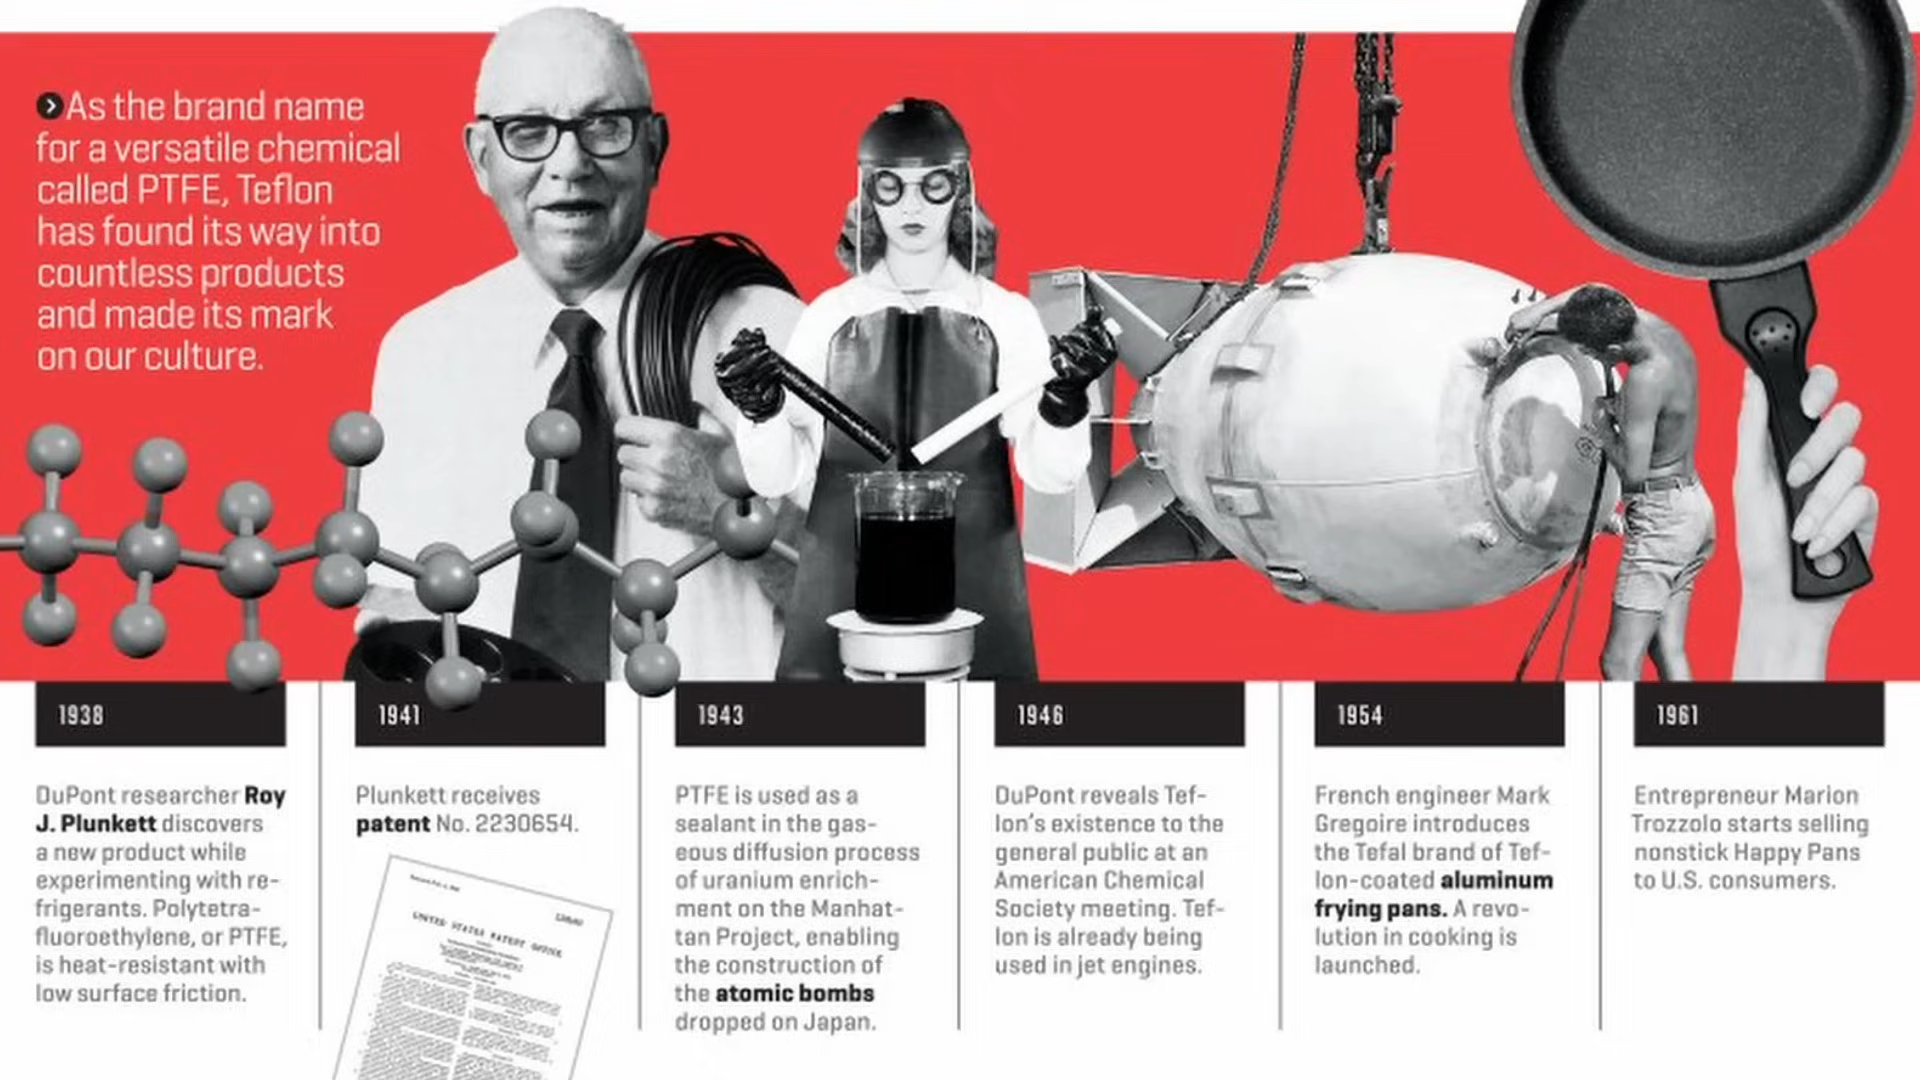 As the brand name
for a versatile chemical
called PTFE, Teflon
has found its way into
countless products
and made its mark
on our culture.
1938
DuPont researcher Roy
J. Plunkett discovers
a new product while
experimenting with re-
frigerants. Polytetra-
fluoroethylene, or PTFE,
is heat-resistant with
low surface friction.
1941
Plunkett receives
patent No. 2230654.
UNITED STATES PATENT OFFICE
1943
PTFE is used as a
sealant in the gas-
eous diffusion process
of uranium enrich-
ment on the Manhat-
tan Project, enabling
the construction of
the atomic bombs
dropped on Japan.
1946
DuPont reveals Tef-
lon's existence to the
general public at an
American Chemical
Society meeting. Tef-
lon is already being
used in jet engines.
1954
French engineer Mark
Gregoire introduces
the Tefal brand of Tef-
lon-coated aluminum
frying pans. A revo-
lution in cooking is
launched.
1961
Entrepreneur Marion
Trozzolo starts selling
nonstick Happy Pans
to U.S. consumers.